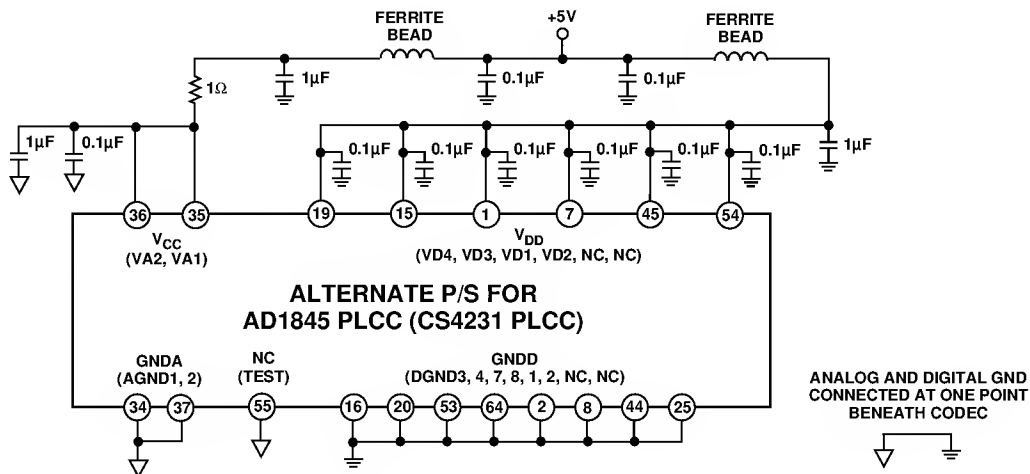 FERRITE
BEAD
+5V
FERRITE
BEAD
1Ω
1µF
0.1µF
0.1µF
1µF
0.1µF
0.1µF
0.1µF
0.1µF
0.1µF
0.1µF
0.1µF
1µF
36
35
19
15
1
7
45
54
VCC
(VA2, VA1)
VDD
(VD4, VD3, VD1, VD2, NC, NC)
ALTERNATE P/S FOR
AD1845 PLCC (CS4231 PLCC)
GNDA
(AGND1, 2)
NC
(TEST)
GNDD
(DGND3, 4, 7, 8, 1, 2, NC, NC)
34
37
55
16
20
53
64
2
8
44
25
ANALOG AND DIGITAL GND
CONNECTED AT ONE POINT
BENEATH CODEC